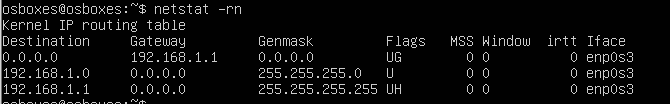 osboxes@osboxes:~$ netstat -rn
Kernel IP routing table
Destination     Gateway         Genmask         Flags   MSS Window  irtt Iface
0.0.0.0         192.168.1.1     0.0.0.0         UG        0 0          0 enp0s3
192.168.1.0     0.0.0.0         255.255.255.0   U         0 0          0 enp0s3
192.168.1.1     0.0.0.0         255.255.255.255 UH        0 0          0 enp0s3
osboxes@osboxes:~$